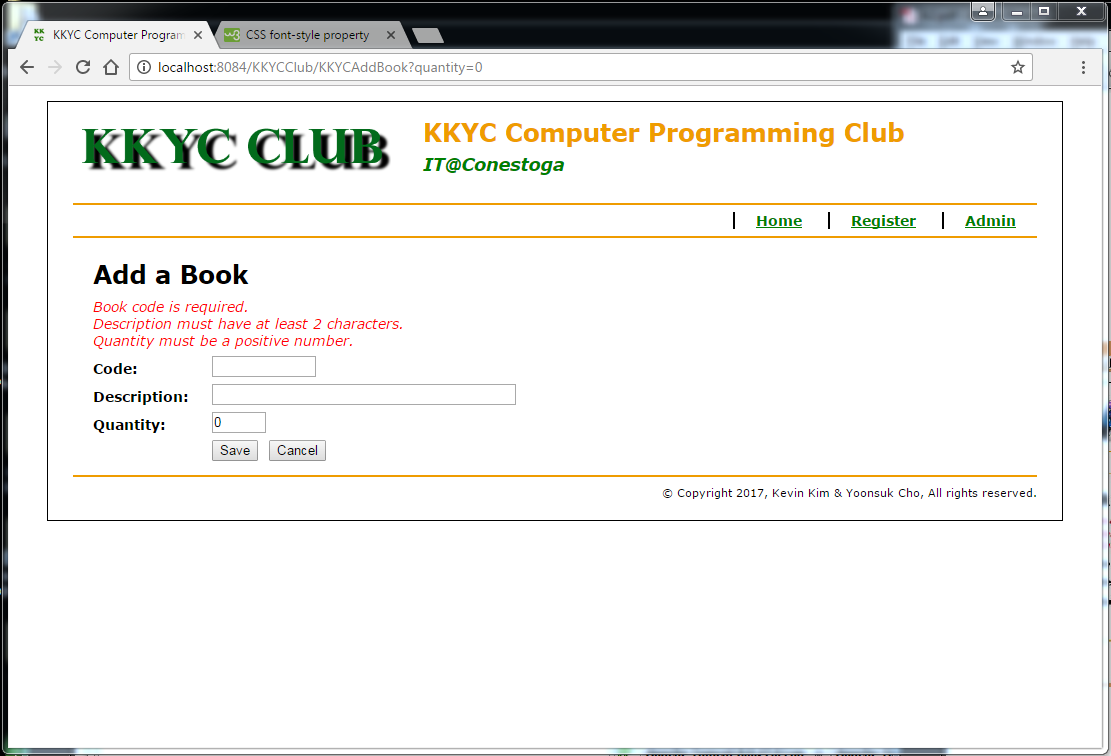 KK
YC
KKYC Computer Program
w3
CSS font-style property
localhost:8084/KKYCClub/KKYCAddBook?quantity=0
KKYC CLUB
KKYC Computer Programming Club
IT@Conestoga
Home
Register
Admin
Add a Book
Book code is required.
Description must have at least 2 characters.
Quantity must be a positive number.
Code:
Description:
Quantity:
0
Save
Cancel
© Copyright 2017, Kevin Kim & Yoonsuk Cho, All rights reserved.